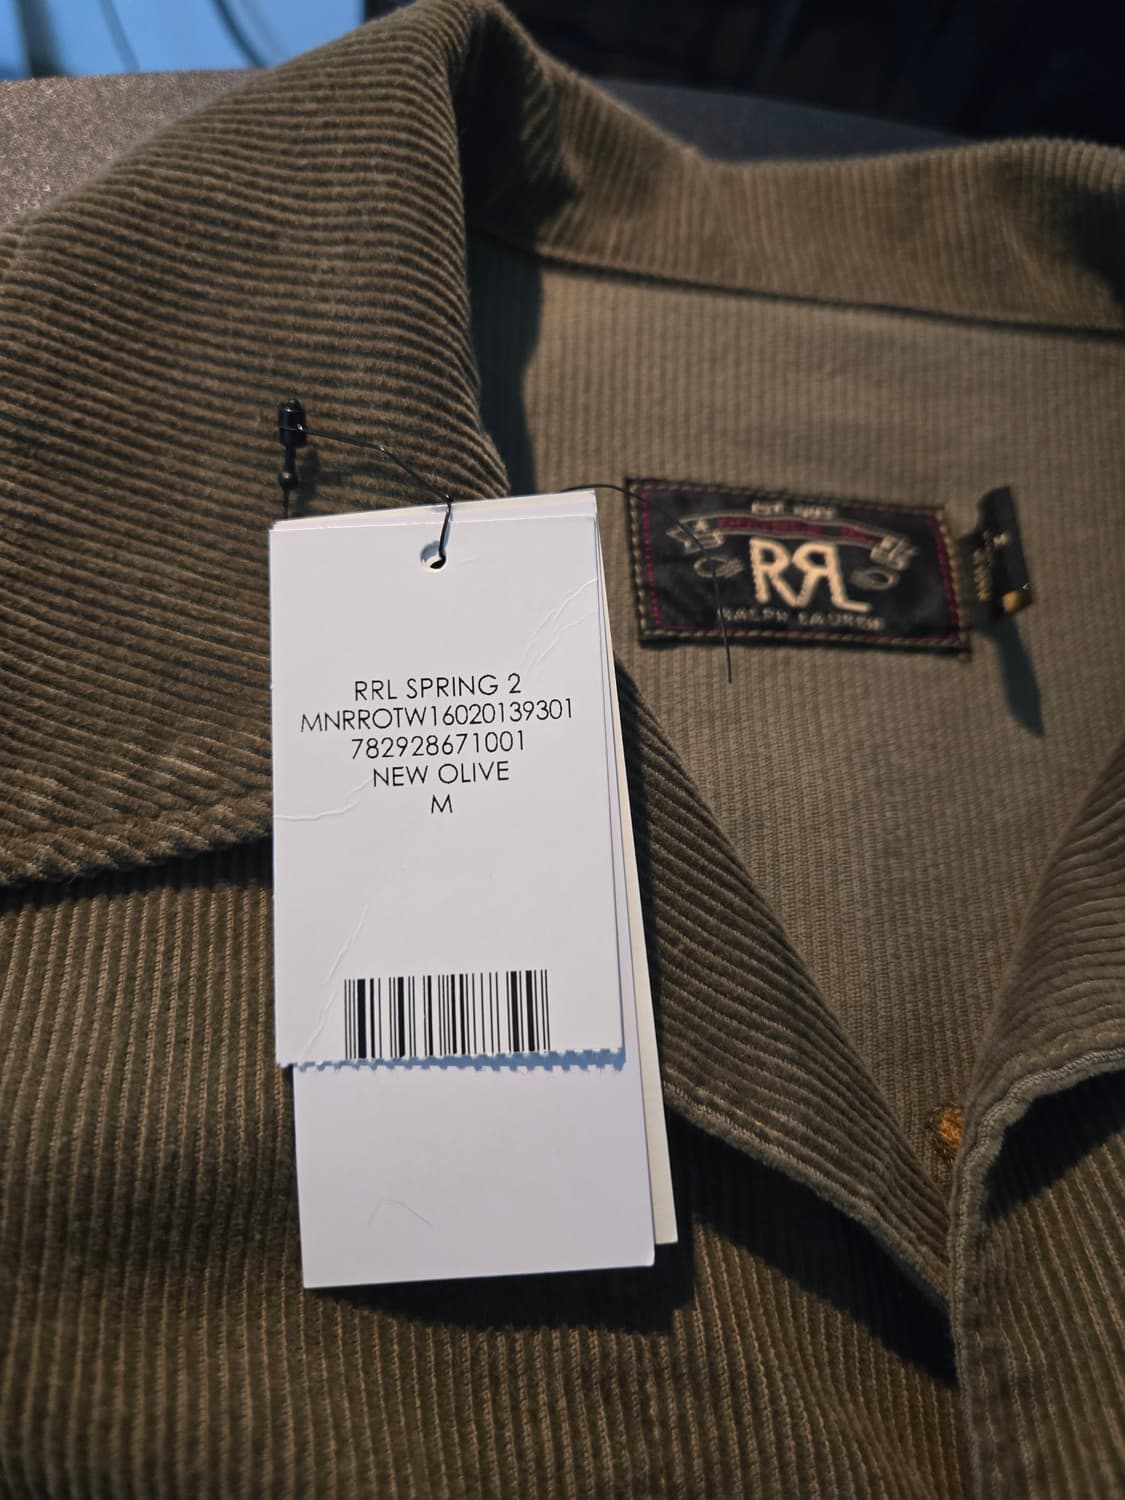 RRL SPRING 2
MNRROTW16020139301
782928671001
NEW OLIVE
M
RRL
RALPH LAUREN